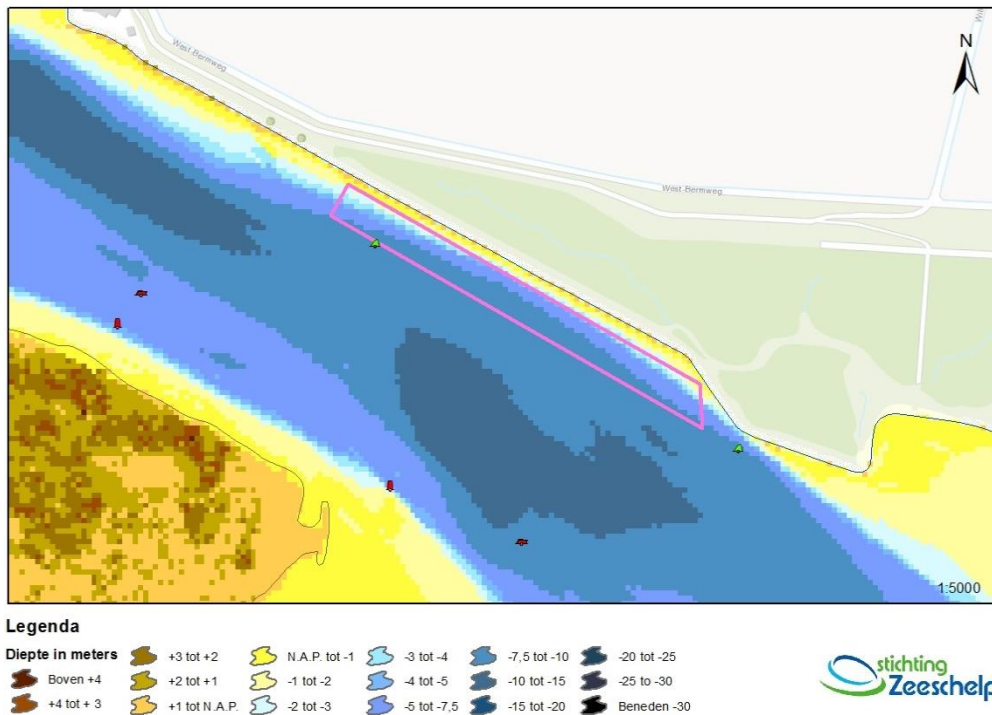 West-Bermweg
N
West-Bermweg
1:5000
Legenda
Diepte in meters
Boven +4
+4 tot + 3
+3 tot +2
+2 tot +1
+1 tot N.A.P.
N.A.P. tot -1
-1 tot -2
-2 tot -3
-3 tot -4
-4 tot -5
-5 tot -7,5
-7,5 tot -10
-10 tot -15
-15 tot -20
-20 tot -25
-25 to -30
Beneden -30
stichting
Zeeschelp